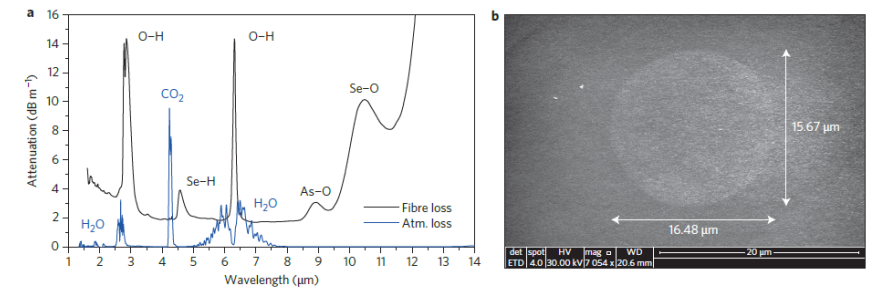 a
16
14
12
10
8
6
4
2
0
Attenuation (dB m⁻¹)
O–H
O–H
CO₂
Se–O
Se–H
As–O
H₂O
H₂O
Fibre loss
Atm. loss
1 2 3 4 5 6 7 8 9 10 11 12 13 14
Wavelength (μm)
b
15.67 μm
16.48 μm
det spot HV mag WD 20 μm
ETD 4.0 30.00 kV 7 054 x 20.6 mm